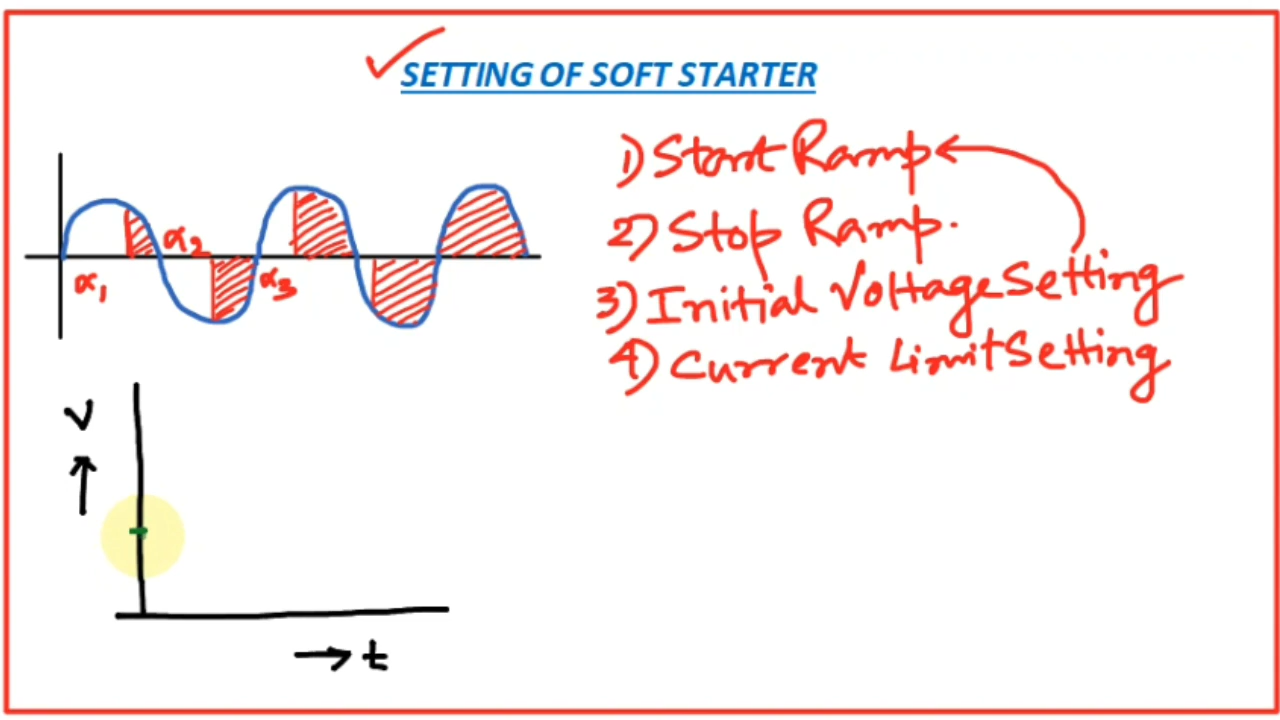 SETTING OF SOFT STARTER
1) Start Ramp
2) Stop Ramp.
3) Initial Voltage Setting
4) Current Limit Setting
α2
α1
α3
V
t